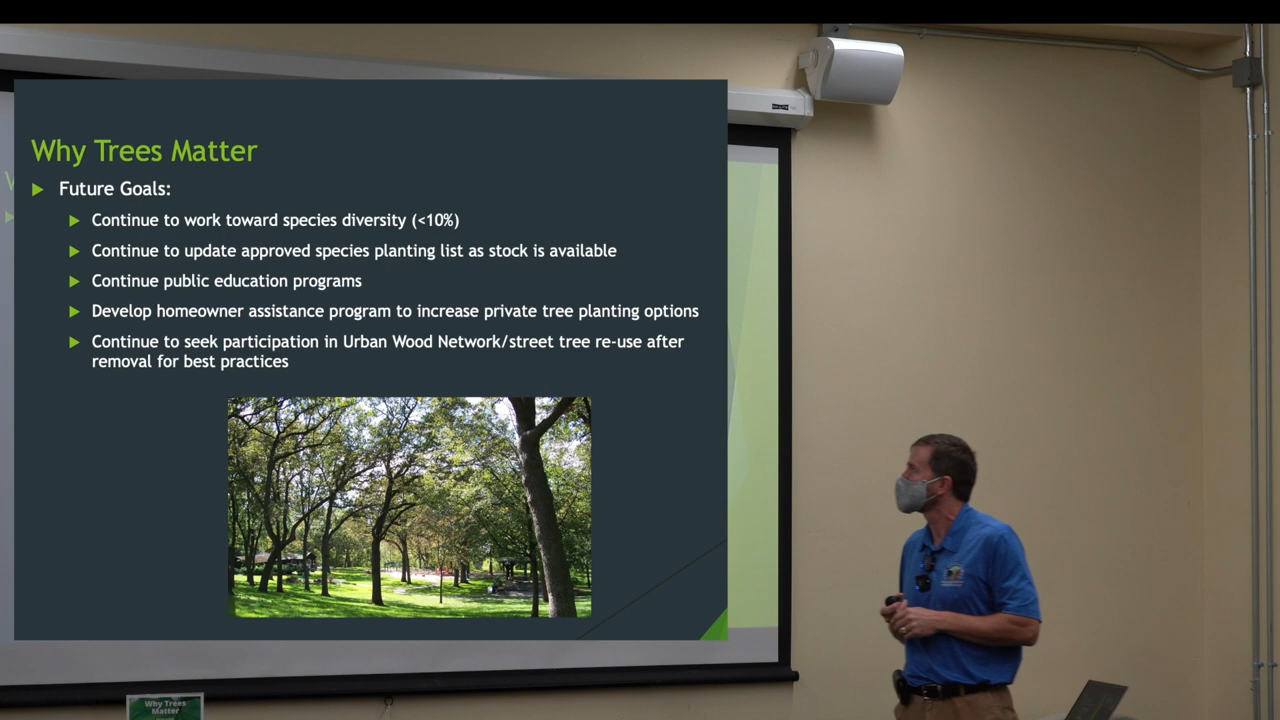 Why Trees Matter
Future Goals:
Continue to work toward species diversity (<10%)
Continue to update approved species planting list as stock is available
Continue public education programs
Develop homeowner assistance program to increase private tree planting options
Continue to seek participation in Urban Wood Network/street tree re-use after
removal for best practices
Why Trees
Matter